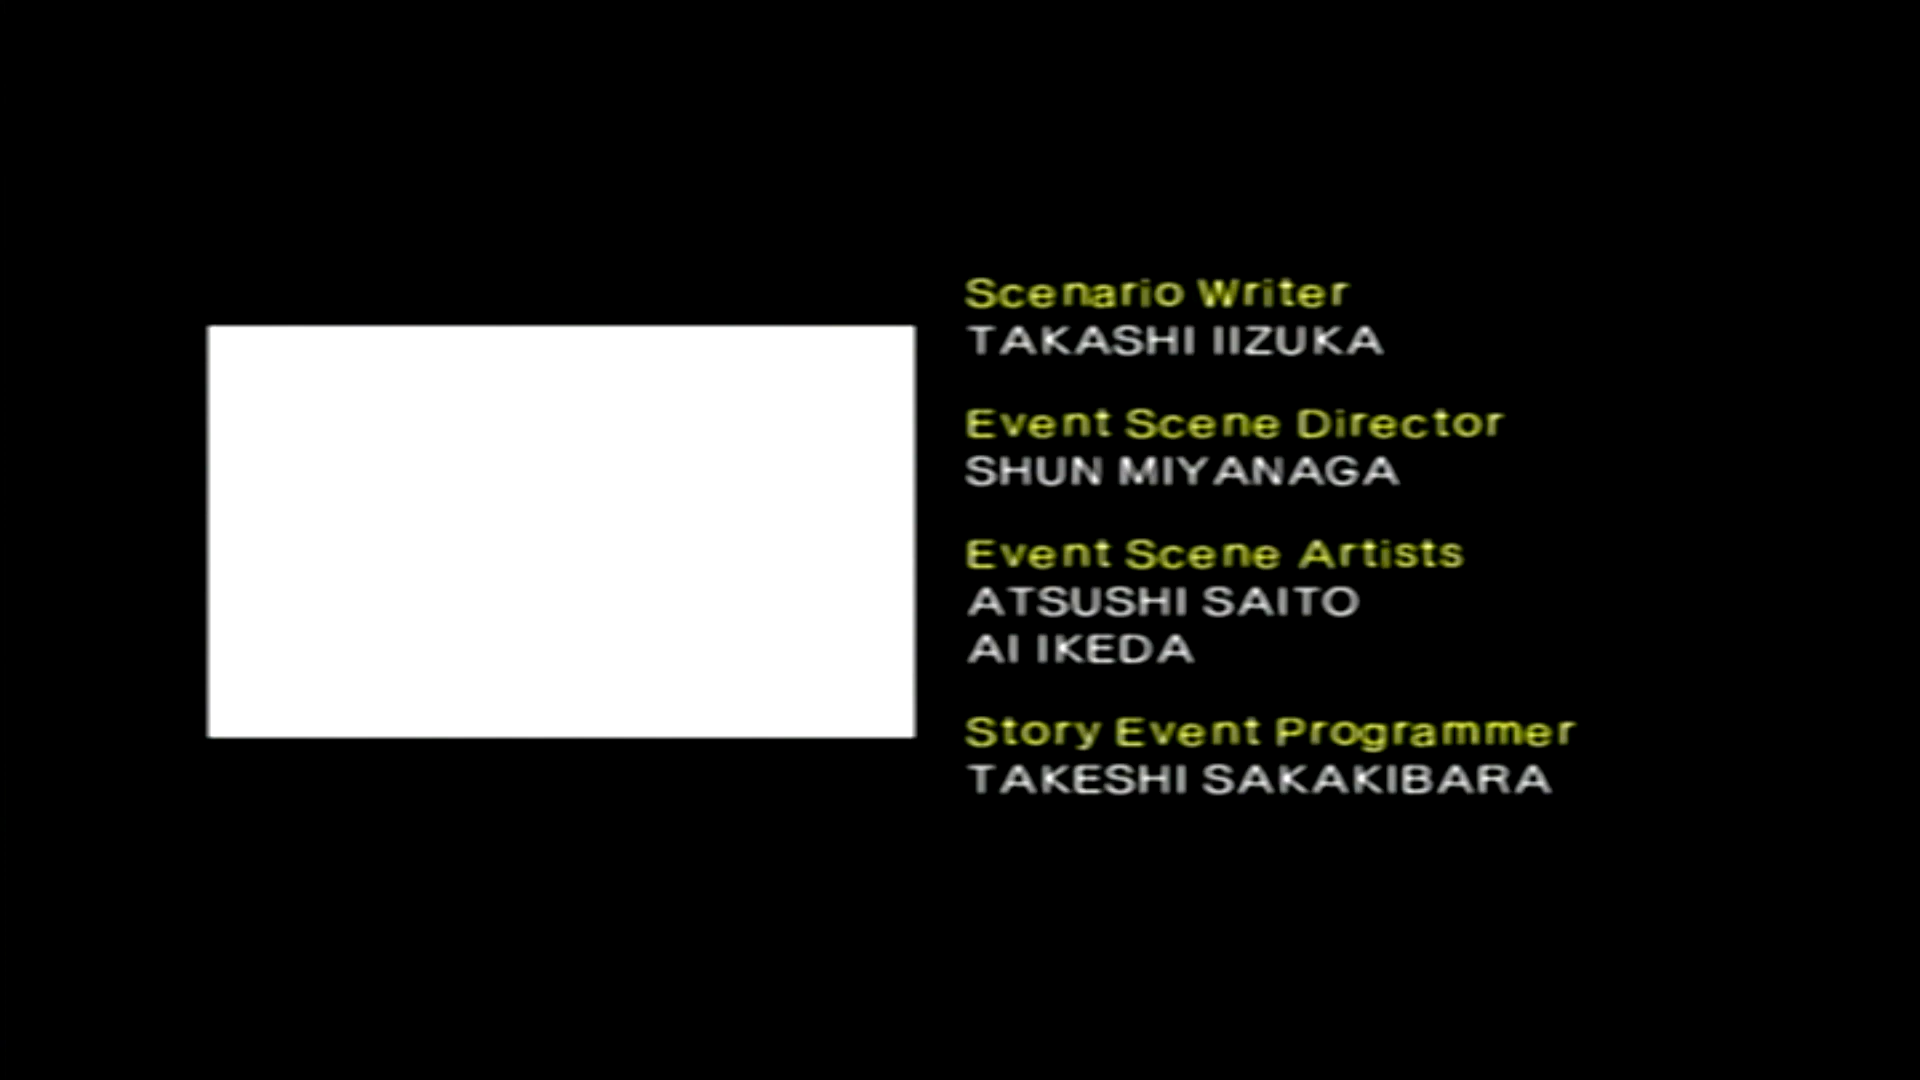 Scenario Writer
TAKASHI IIZUKA
Event Scene Director
SHUN MIYANAGA
Event Scene Artists
ATSUSHI SAITO
AI IKEDA
Story Event Programmer
TAKESHI SAKAKIBARA